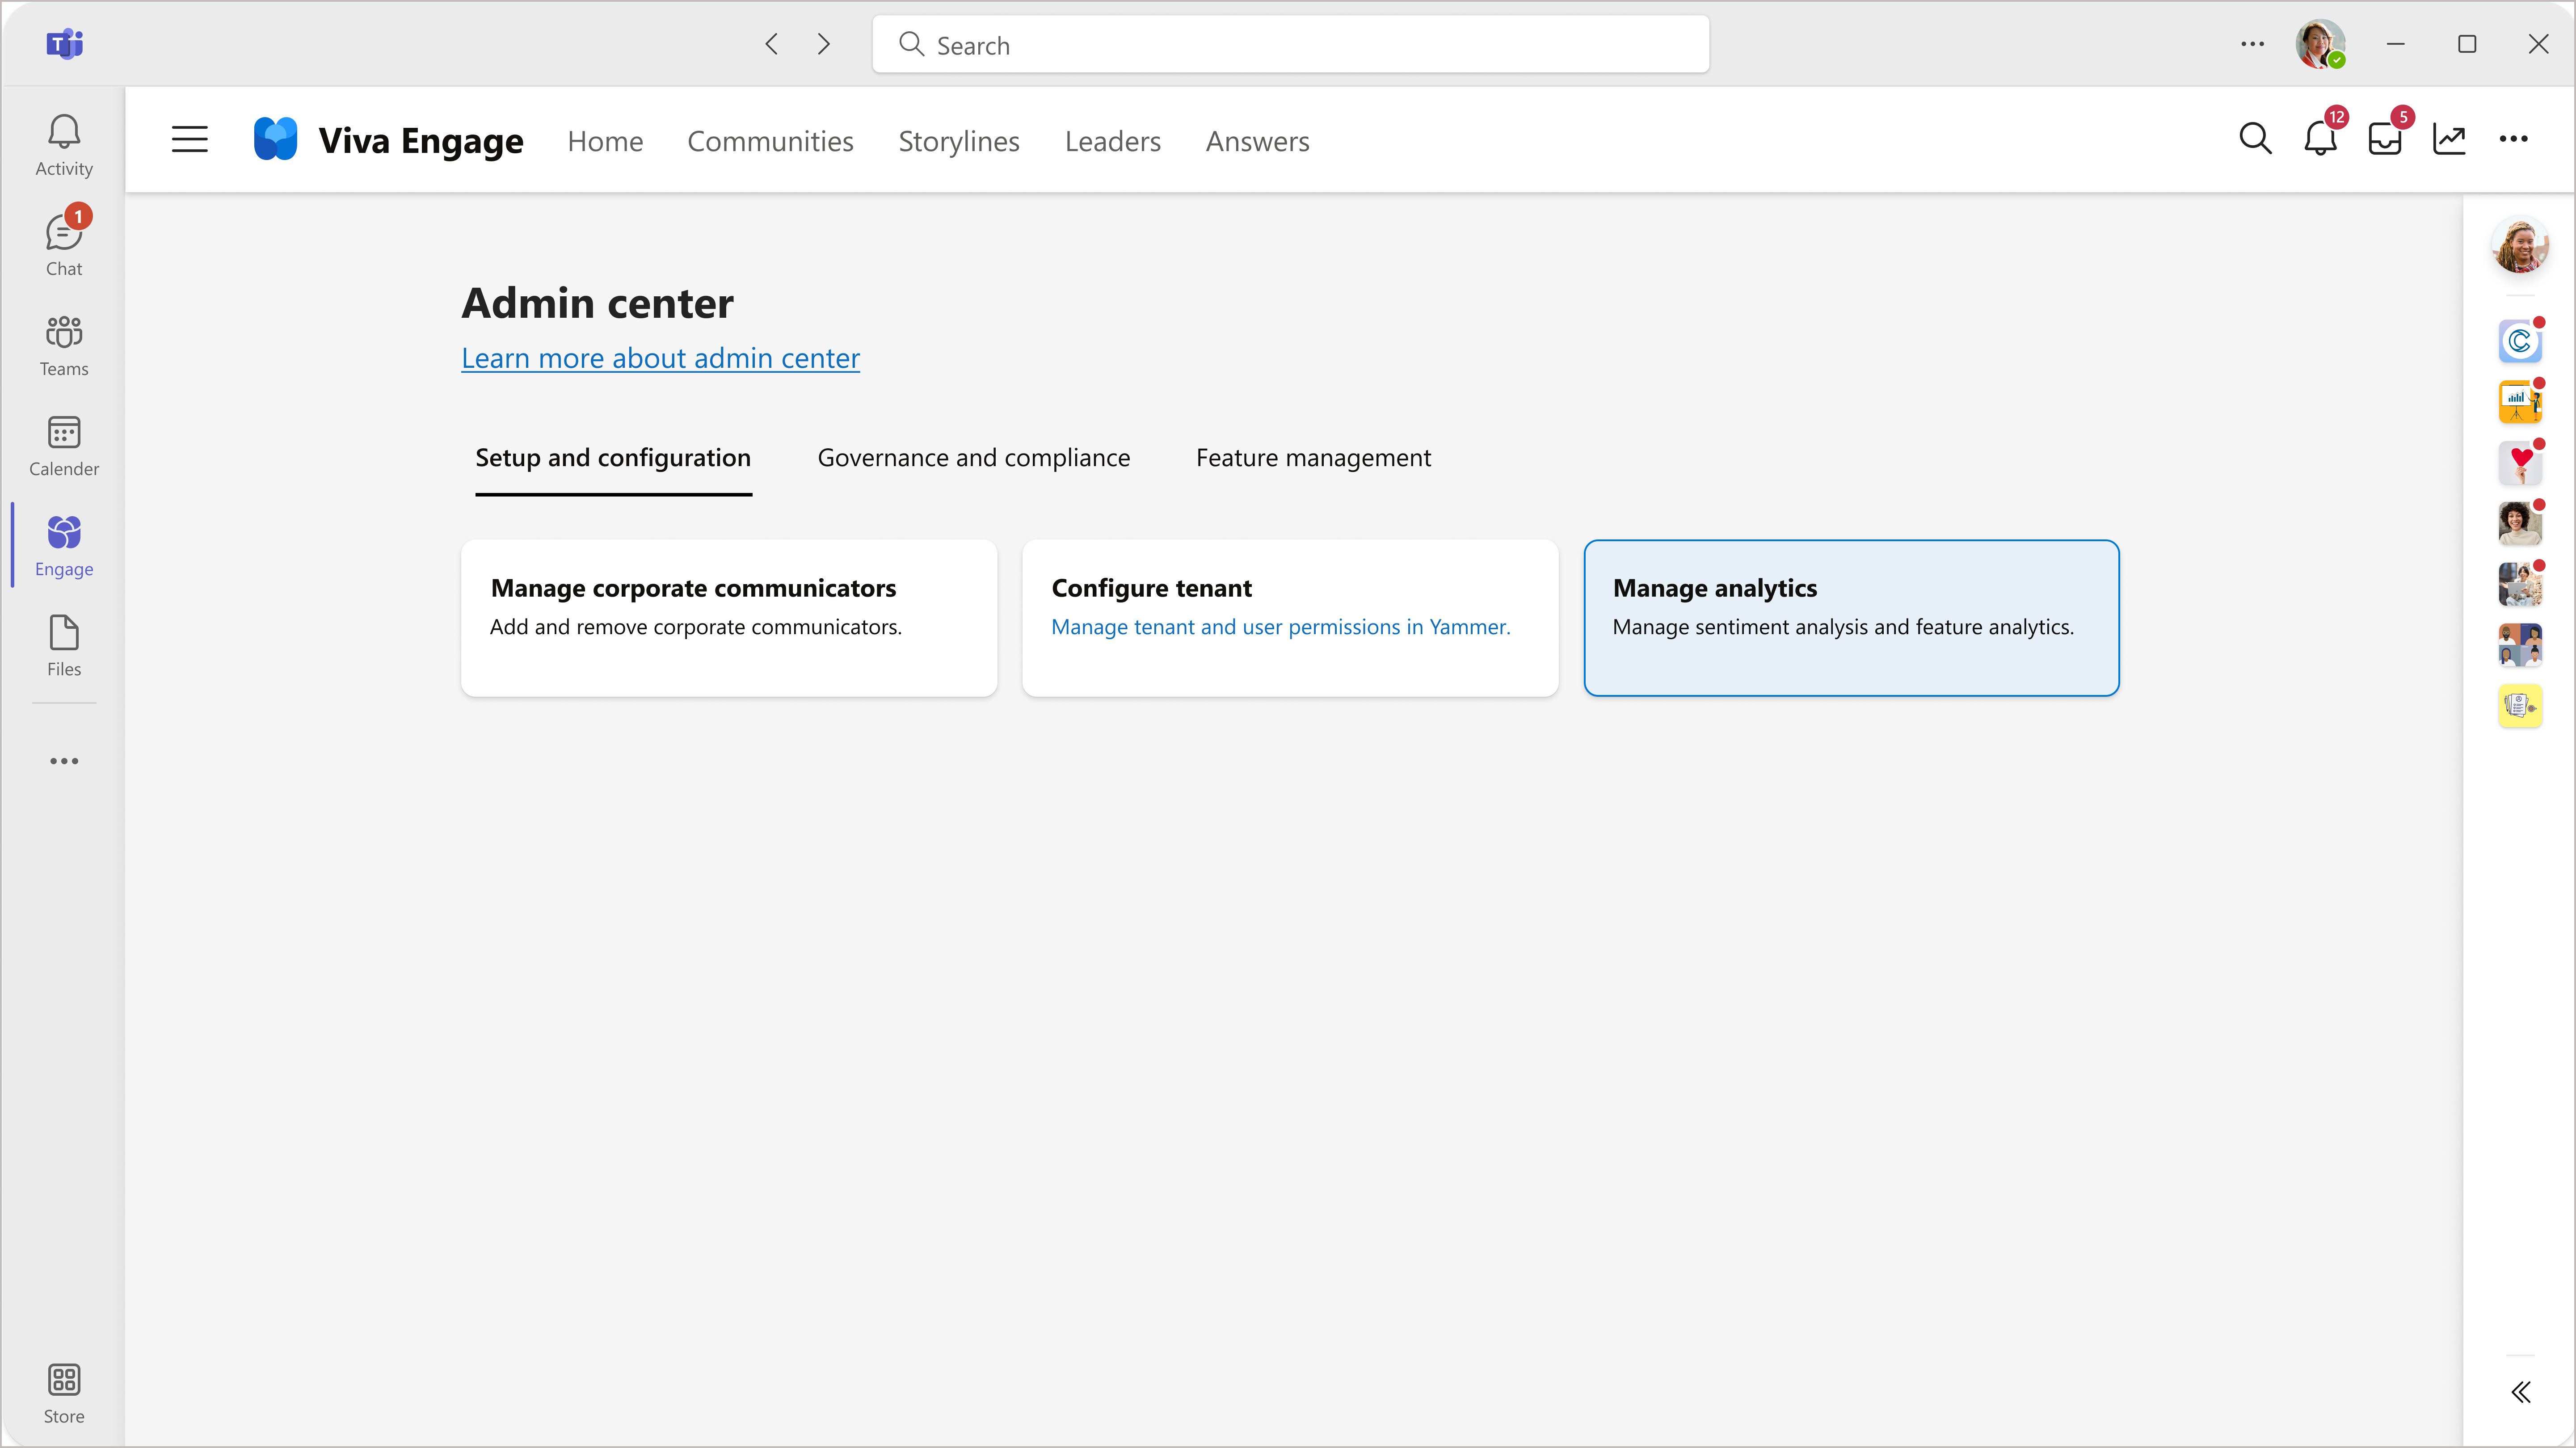 T
Search
Activity
1
Chat
Teams
Calender
Engage
Files
Store
Viva Engage
Home
Communities
Storylines
Leaders
Answers
12
5
Admin center
Learn more about admin center
Setup and configuration
Governance and compliance
Feature management
Manage corporate communicators
Add and remove corporate communicators.
Configure tenant
Manage tenant and user permissions in Yammer.
Manage analytics
Manage sentiment analysis and feature analytics.
C